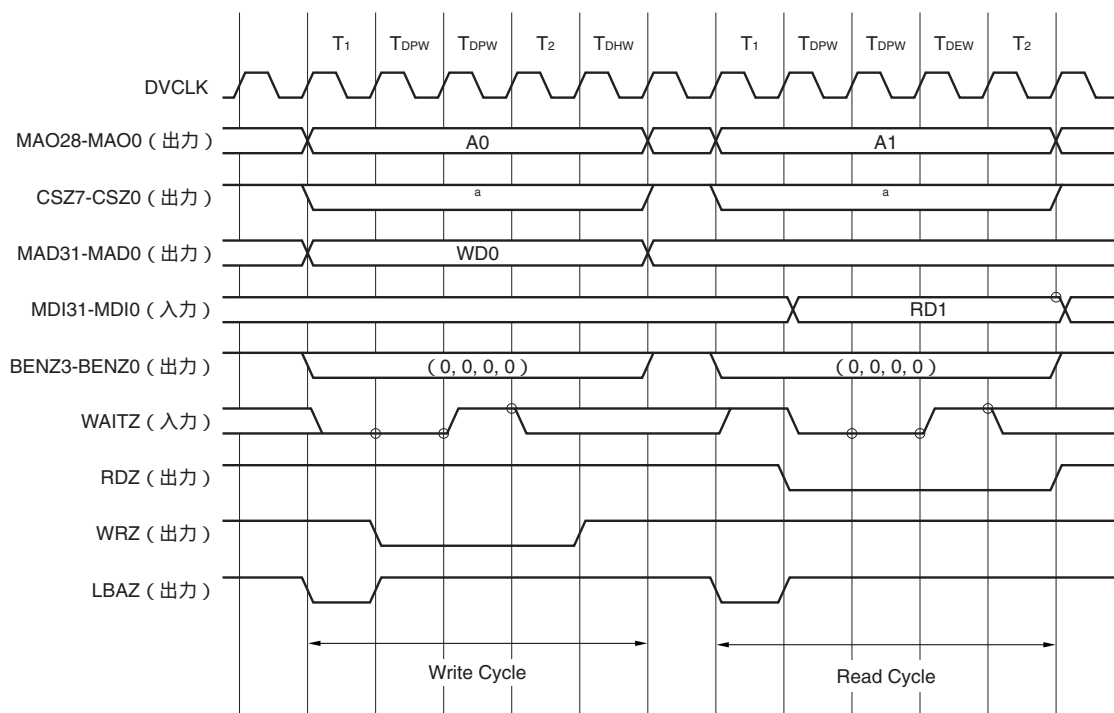 T1 TDPW TDPW T2 TDHW T1 TDPW TDPW TDEW T2
DVCLK
MAO28-MAO0（出力） A0 A1
CSZ7-CSZ0（出力） a a
MAD31-MAD0（出力） WD0
MDI31-MDI0（入力） RD1
BENZ3-BENZ0（出力） (0, 0, 0, 0) (0, 0, 0, 0)
WAITZ（入力）
RDZ（出力）
WRZ（出力）
LBAZ（出力）
Write Cycle Read Cycle